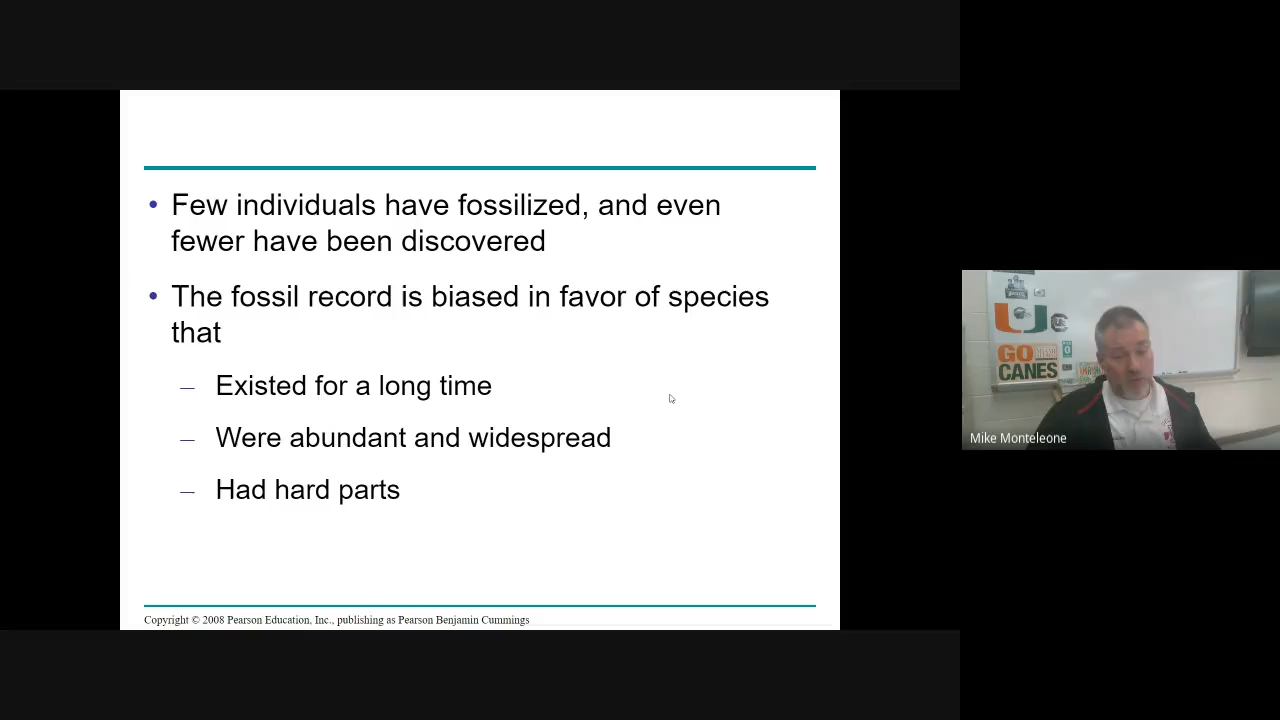 • Few individuals have fossilized, and even
fewer have been discovered
• The fossil record is biased in favor of species
that
– Existed for a long time
– Were abundant and widespread
– Had hard parts
Copyright © 2008 Pearson Education, Inc., publishing as Pearson Benjamin Cummings
U
GO
CANES
Mike Monteleone